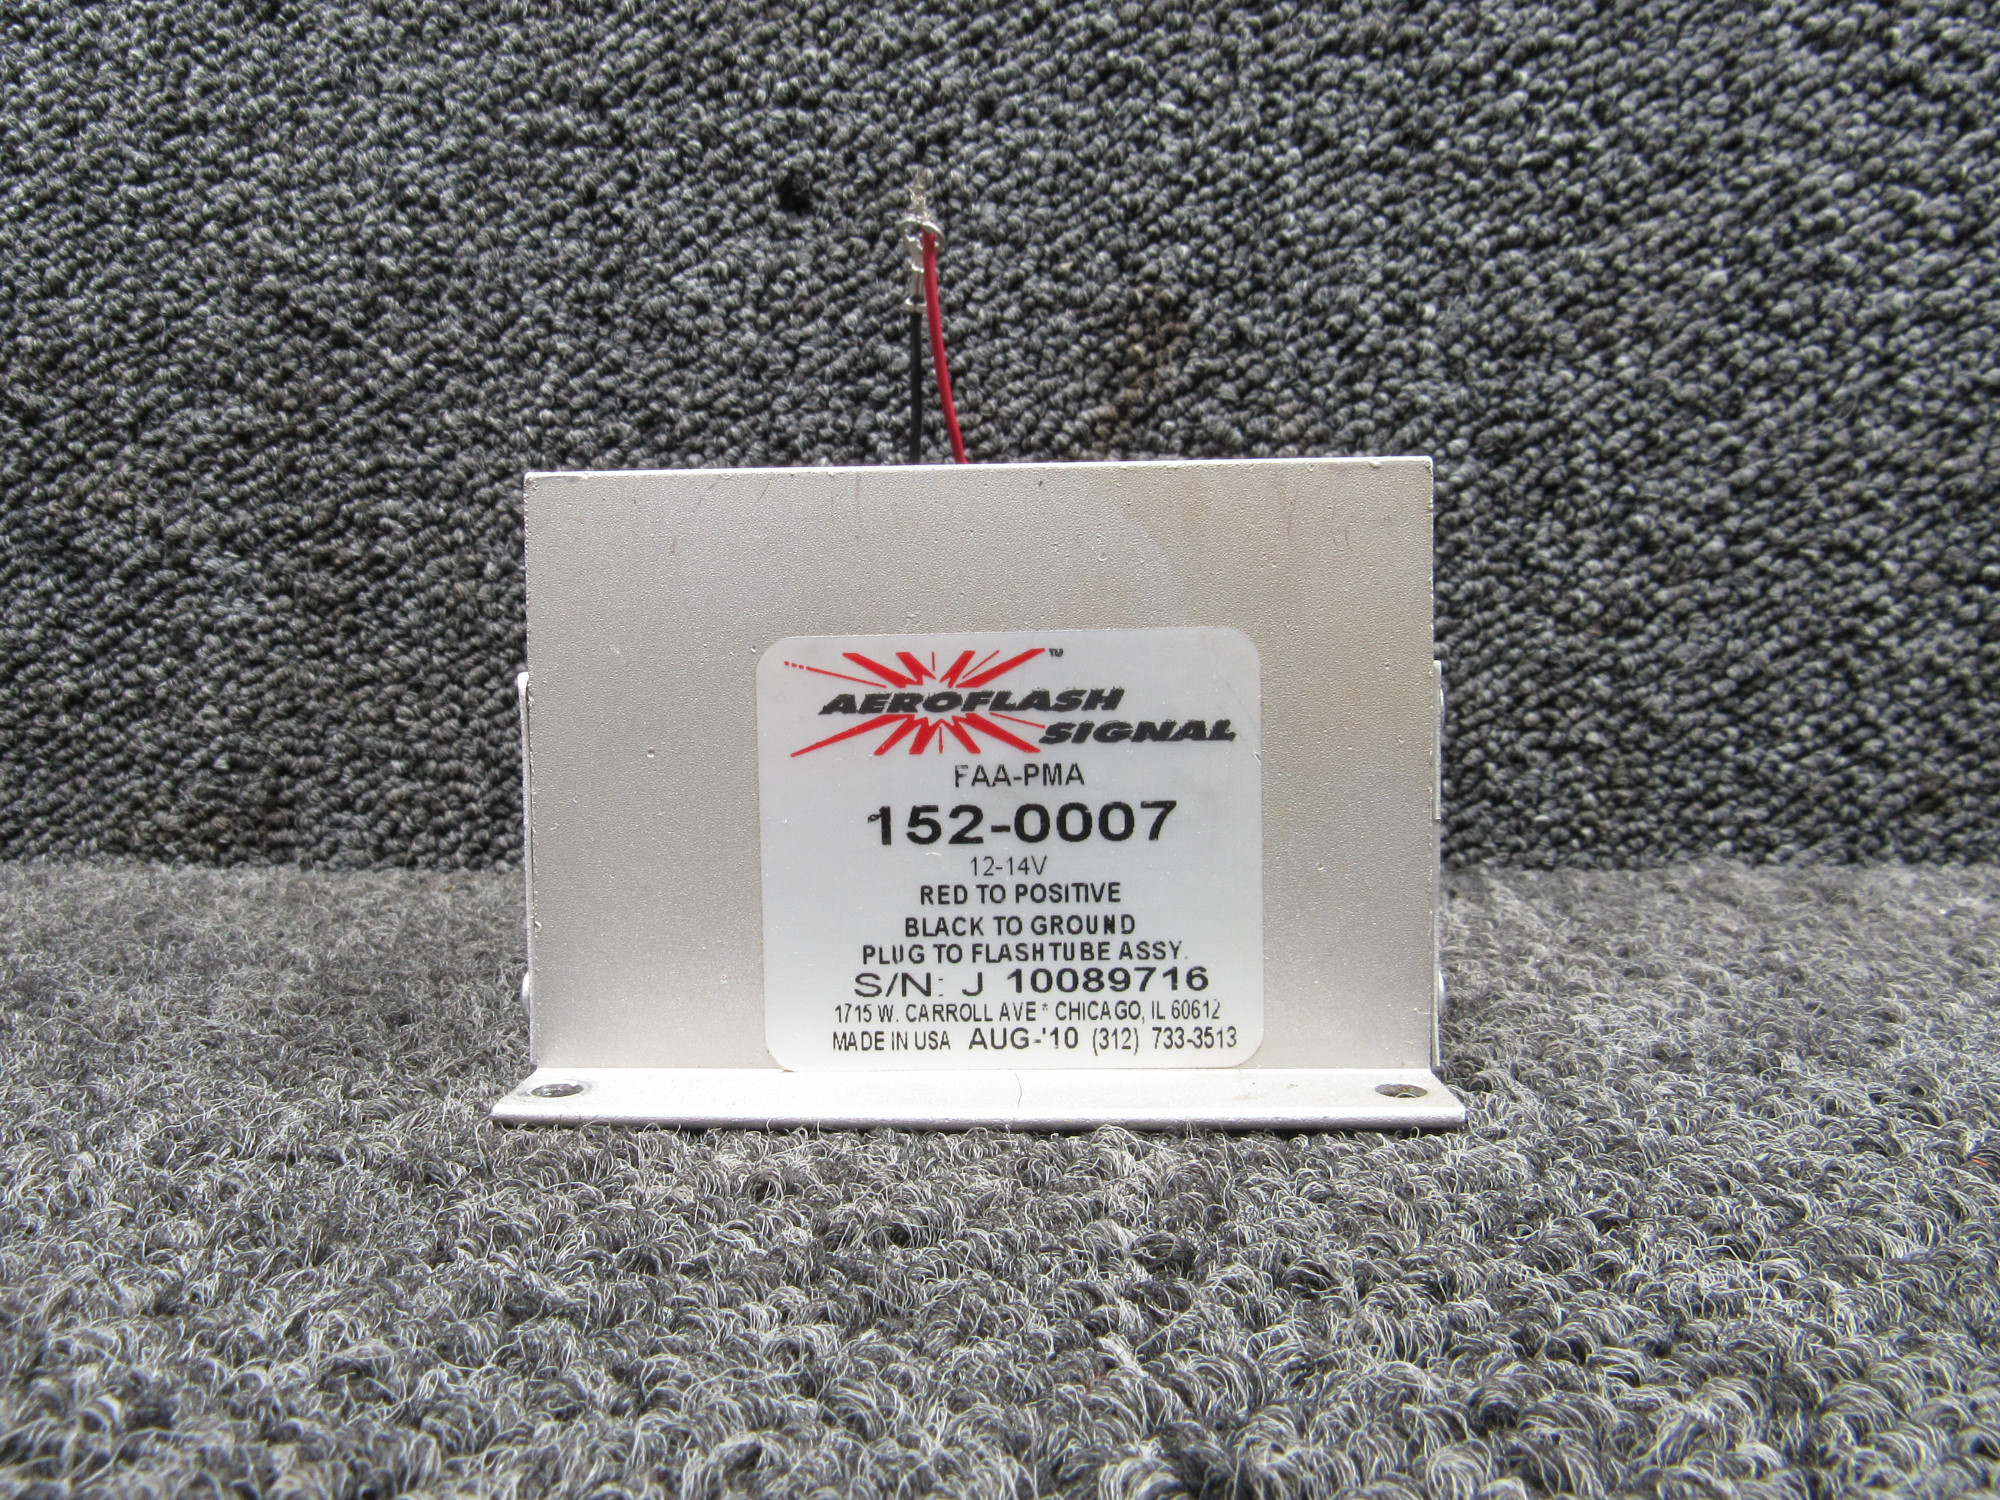 AEROFLASH ™
SIGNAL
FAA-PMA
152-0007
12-14V
RED TO POSITIVE
BLACK TO GROUND
PLUG TO FLASHTUBE ASSY.
S/N: J 10089716
1715 W. CARROLL AVE * CHICAGO, IL 60612
MADE IN USA AUG-'10 (312) 733-3513